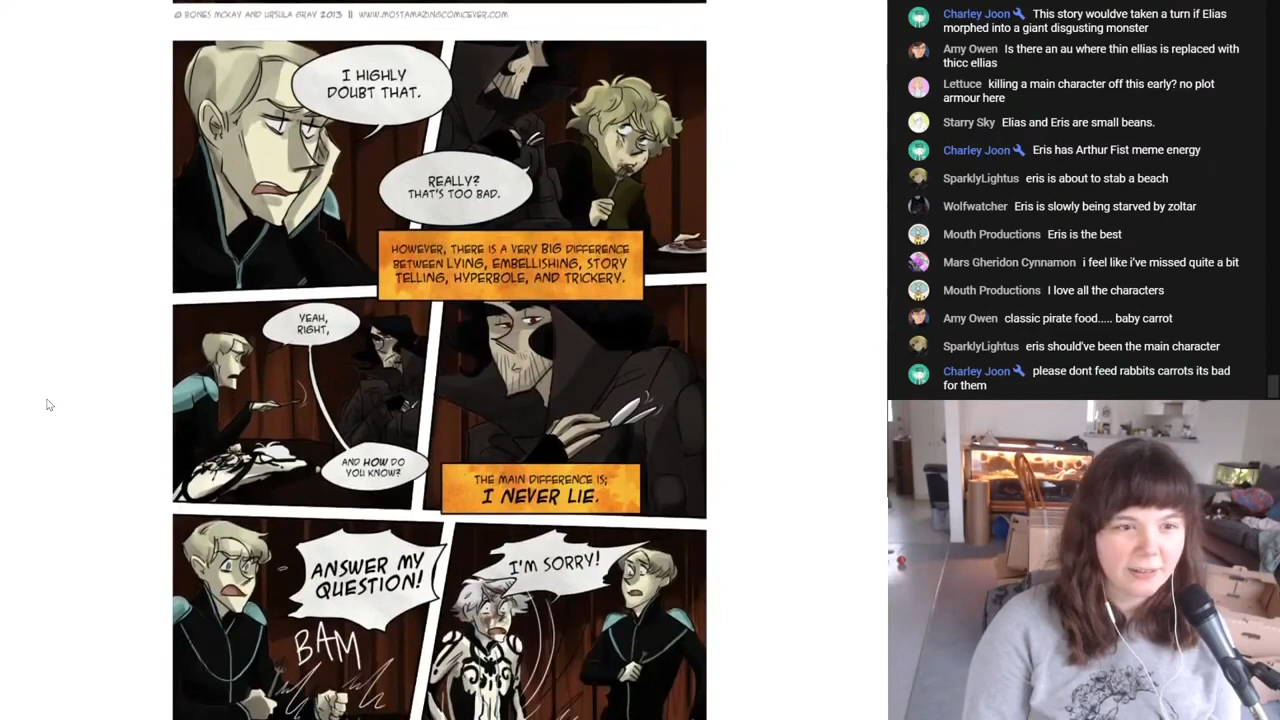 © BONES MCKAY AND URSULA GRAY 2013 || WWW.MOSTAMAZINGCOMICEVER.COM
I HIGHLY
DOUBT THAT.
REALLY?
THAT'S TOO BAD.
HOWEVER, THERE IS A VERY BIG DIFFERENCE
BETWEEN LYING, EMBELLISHING, STORY
TELLING, HYPERBOLE, AND TRICKERY.
YEAH,
RIGHT,
AND HOW DO
YOU KNOW?
THE MAIN DIFFERENCE IS;
I NEVER LIE.
ANSWER MY
QUESTION!
BAM
I'M SORRY!
Charley Joon This story would've taken a turn if Elias
morphed into a giant disgusting monster
Amy Owen Is there an au where thin ellias is replaced with
thicc ellias
Lettuce killing a main character off this early? no plot
armour here
Starry Sky Elias and Eris are small beans.
Charley Joon Eris has Arthur Fist meme energy
SparklyLightus eris is about to stab a bech
Wolfwatcher Eris is slowly being starved by zoltar
Mouth Productions Eris is the best
Mars Sheridon Cynnamon i feel like i've missed quite a bit
Mouth Productions I love all the characters
Amy Owen classic pirate food..... baby carrot
SparklyLightus eris should've been the main character
Charley Joon please dont feed rabbits carrots its bad
for them